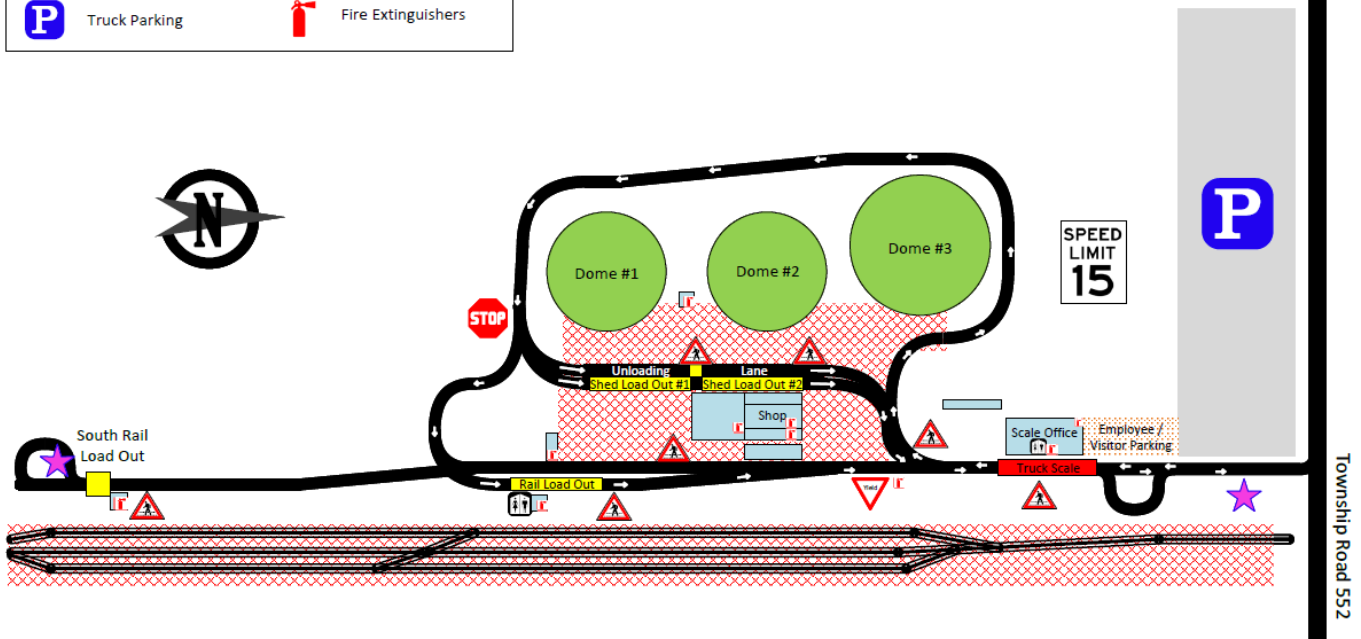 P
Truck Parking
Fire Extinguishers
P
N
SPEED
LIMIT
15
Dome #1
Dome #2
Dome #3
STOP
Unloading
Lane
Shed Load Out #1
Shed Load Out #2
Shop
Scale Office
Employee /
Visitor Parking
South Rail
Load Out
Truck Scale
Rail Load Out
Yield
Township Road 552